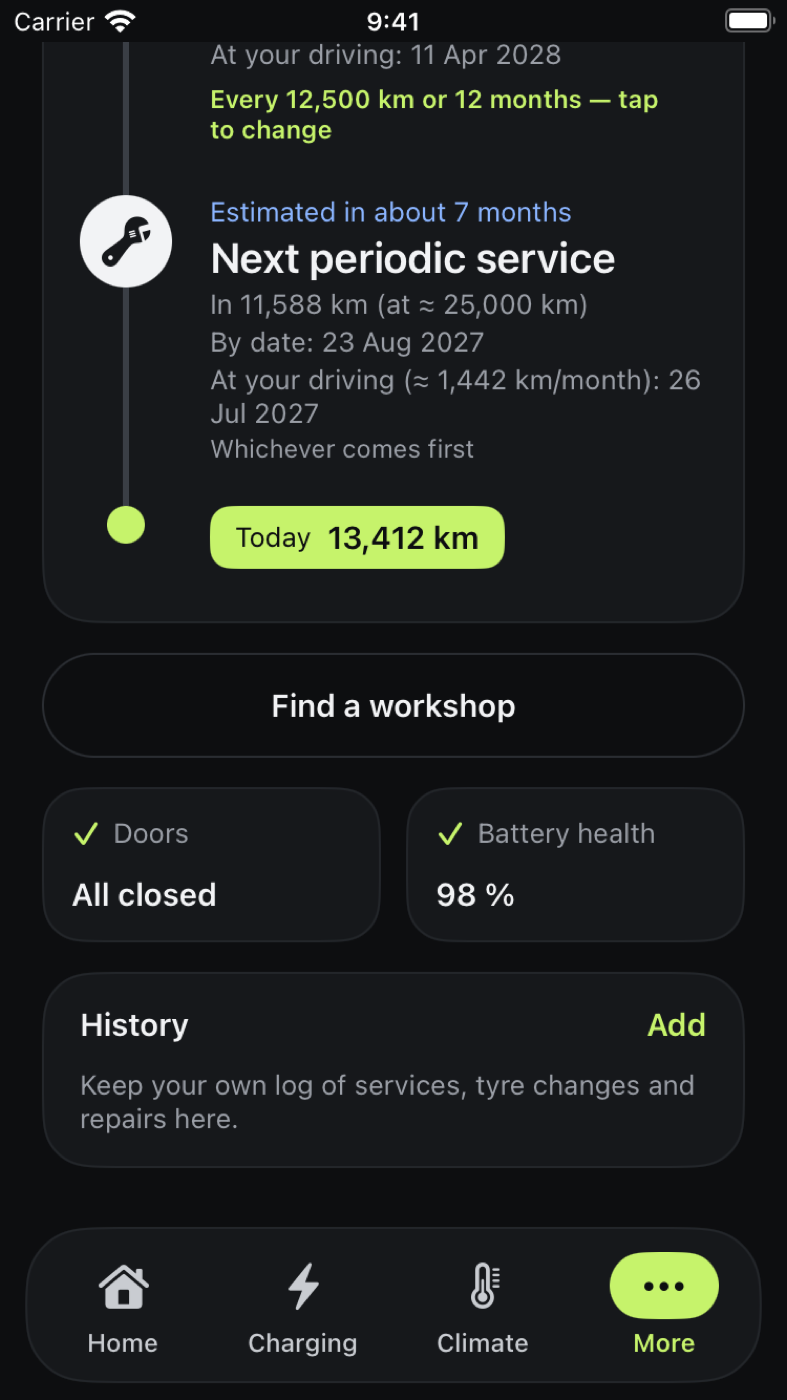 Carrier
9:41
At your driving: 11 Apr 2028
Every 12,500 km or 12 months — tap
to change
Estimated in about 7 months
Next periodic service
In 11,588 km (at ≈ 25,000 km)
By date: 23 Aug 2027
At your driving (≈ 1,442 km/month): 26
Jul 2027
Whichever comes first
Today 13,412 km
Find a workshop
Doors
All closed
Battery health
98 %
History
Add
Keep your own log of services, tyre changes and
repairs here.
Home
Charging
Climate
More